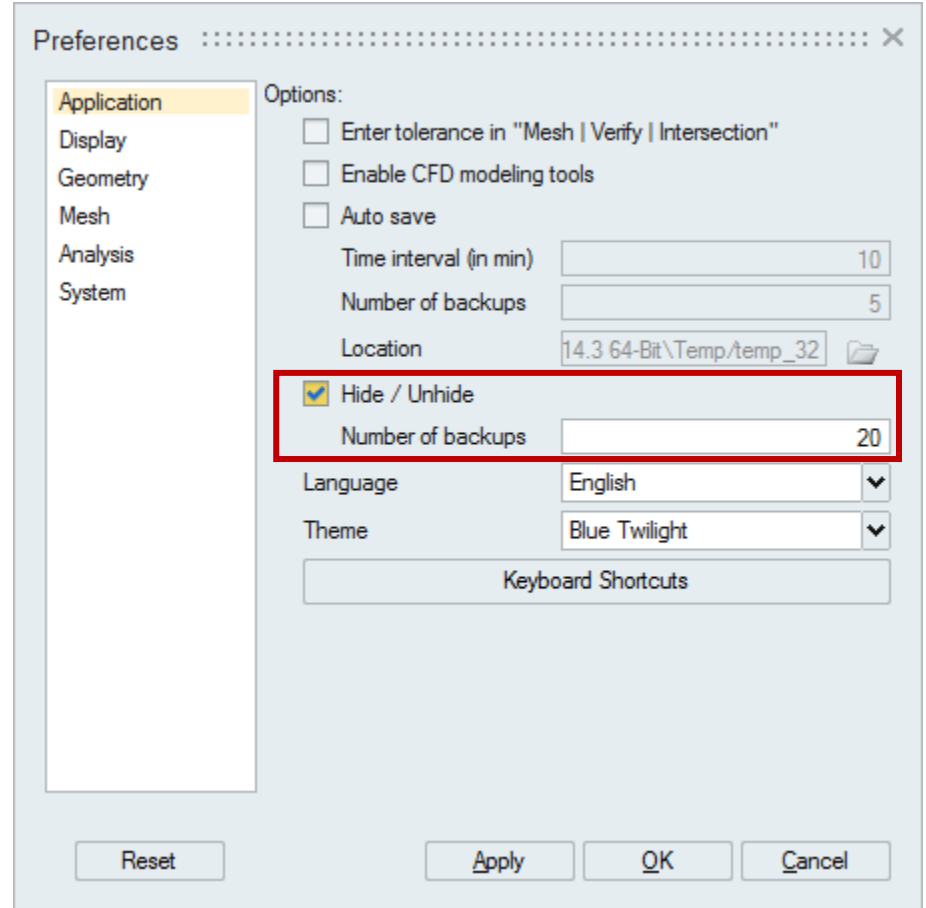 Preferences
Application
Display
Geometry
Mesh
Analysis
System
Options:
Enter tolerance in "Mesh | Verify | Intersection"
Enable CFD modeling tools
Auto save
Time interval (in min) 10
Number of backups 5
Location 14.3 64-Bit\Temp/temp_32
Hide / Unhide
Number of backups 20
Language English
Theme Blue Twilight
Keyboard Shortcuts
Reset Apply OK Cancel